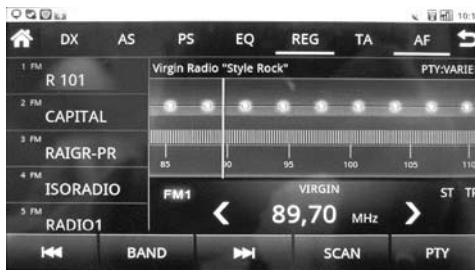 10:
DX AS PS EQ REG TA AF
1 FM
R 101
Virgin Radio "Style Rock" PTY:VARIE
2 FM
CAPITAL
3 FM
RAIGR-PR
85 90 95 100 105 110
4 FM
ISORADIO
FM1
VIRGIN
89,70 MHz
ST
5 FM
RADIO1
BAND SCAN PTY